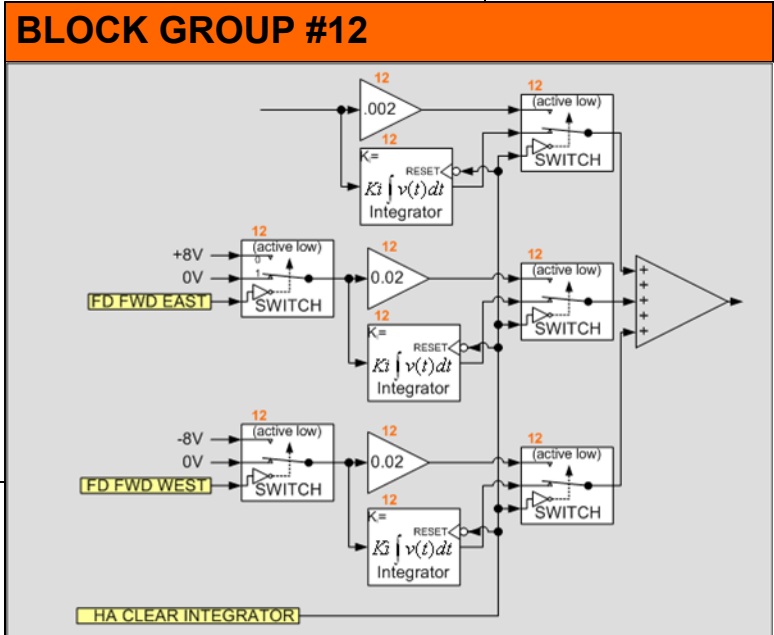 BLOCK GROUP #12
12
.002
12
(active low)
SWITCH
12
K=
RESET
Ki ∫ v(t)dt
Integrator
12
(active low)
+8V
0
0V
1
FD FWD EAST
SWITCH
12
0.02
12
(active low)
SWITCH
12
K=
RESET
Ki ∫ v(t)dt
Integrator
+
+
+
+
+
12
(active low)
-8V
0V
FD FWD WEST
SWITCH
12
0.02
12
(active low)
SWITCH
12
K=
RESET
Ki ∫ v(t)dt
Integrator
HA CLEAR INTEGRATOR